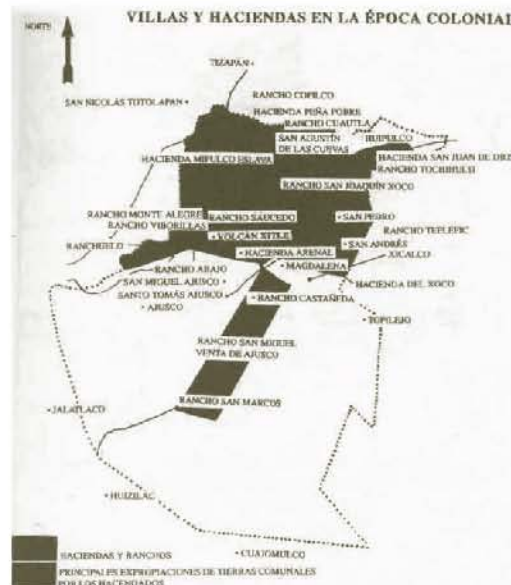 VILLAS Y HACIENDAS EN LA ÉPOCA COLONIAL
NORTE
TIZAPÁN
SAN NICOLÁS TOTOLAPAN
RANCHO COPILCO
HACIENDA PEÑA POBRE
RANCHO CUAUTLA
SAN AGUSTÍN
DE LAS CUEVAS
HUIPULCO
HACIENDA MIPULCO ESLAVA
HACIENDA SAN JUAN DE DIOS
RANCHO
RANCHO SAN JOAQUÍN XOCO
RANCHO MONTE ALEGRE
RANCHO SAUCEDO
SAN PEDRO
RANCHO VIBORILLAS
VOLCÁN XITLE
RANCHO
SAN ANDRÉS
RANCHUELO
HACIENDA ARENAL
XICALCO
RANCHO ABAJO
MAGDALENA
SAN MIGUEL AJUSCO
HACIENDA DEL XOCO
SANTO TOMÁS AJUSCO
RANCHO CASTAÑEDA
AJUSCO
TOPILEJO
RANCHO SAN MIGUEL
VENTA DE AJUSCO
RANCHO SAN MARCOS
JALATLACO
HUIZILAC
CUAJOMULCO
HACIENDAS Y RANCHOS
PRINCIPALES EXPROPIACIONES DE TIERRAS COMUNALES
POR LOS HACENDADOS